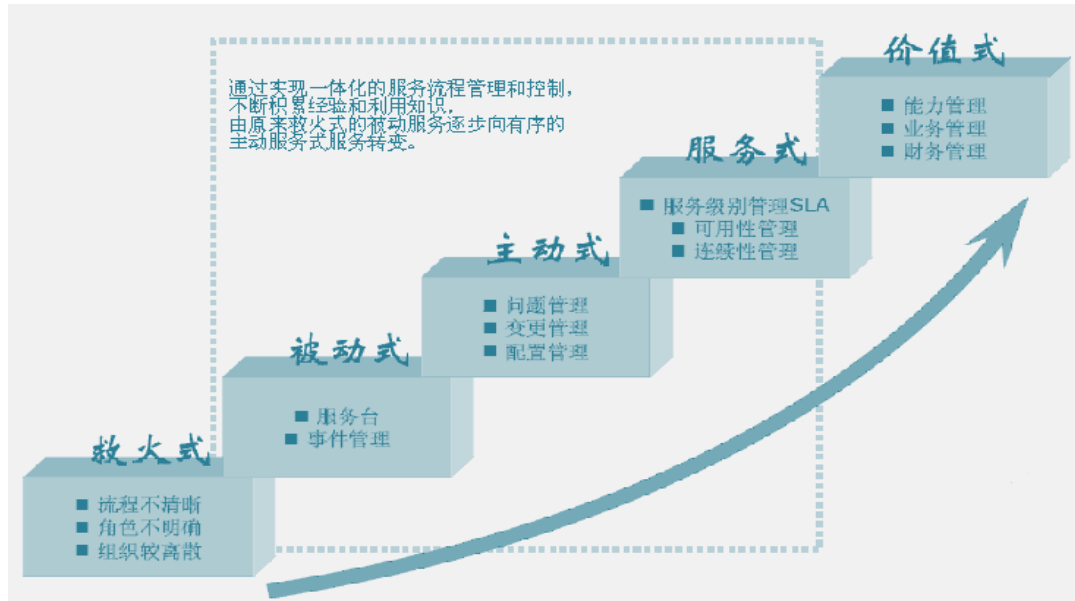 价值式
通过实现一体化的服务流程管理和控制，
不断积累经验和利用知识，
由原来救火式的被动服务逐步向有序的
主动服务式服务转变。
■ 能力管理
■ 业务管理
■ 财务管理
服务式
■ 服务级别管理SLA
■ 可用性管理
■ 连续性管理
主动式
■ 问题管理
■ 变更管理
■ 配置管理
被动式
■ 服务台
■ 事件管理
救火式
■ 流程不清晰
■ 角色不明确
■ 组织较离散